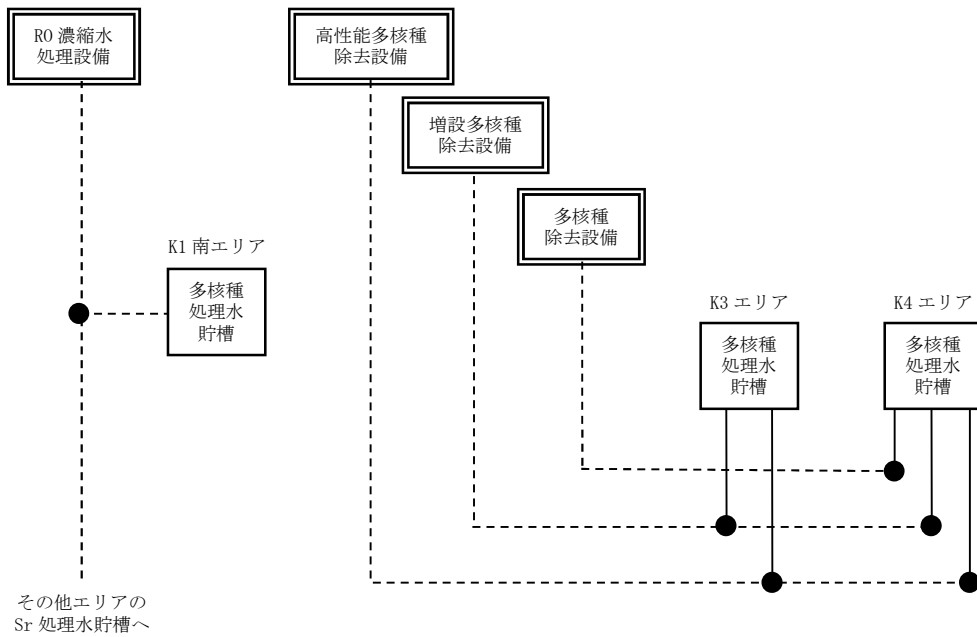 RO 濃縮水
処理設備
高性能多核種
除去設備
増設多核種
除去設備
多核種
除去設備
K1 南エリア
多核種
処理水
貯槽
K3 エリア
多核種
処理水
貯槽
K4 エリア
多核種
処理水
貯槽
その他エリアの
Sr 処理水貯槽へ